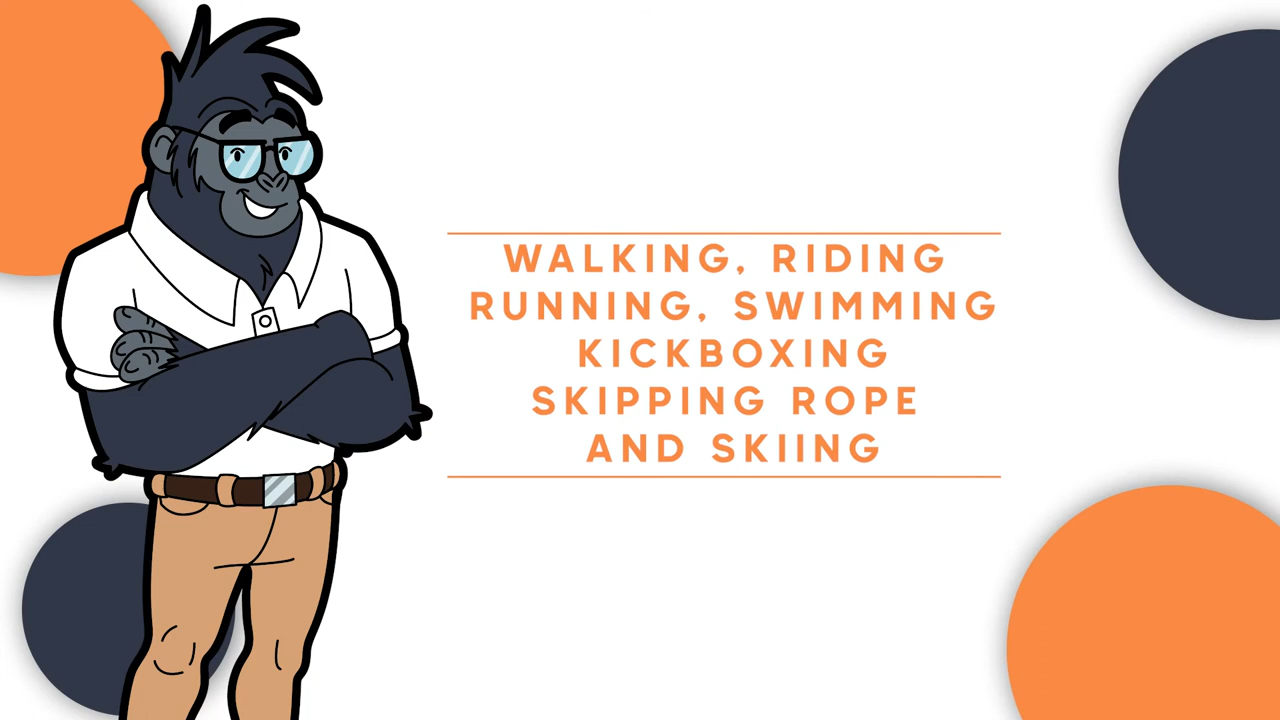 WALKING, RIDING
RUNNING, SWIMMING
KICKBOXING
SKIPPING ROPE
AND SKIING